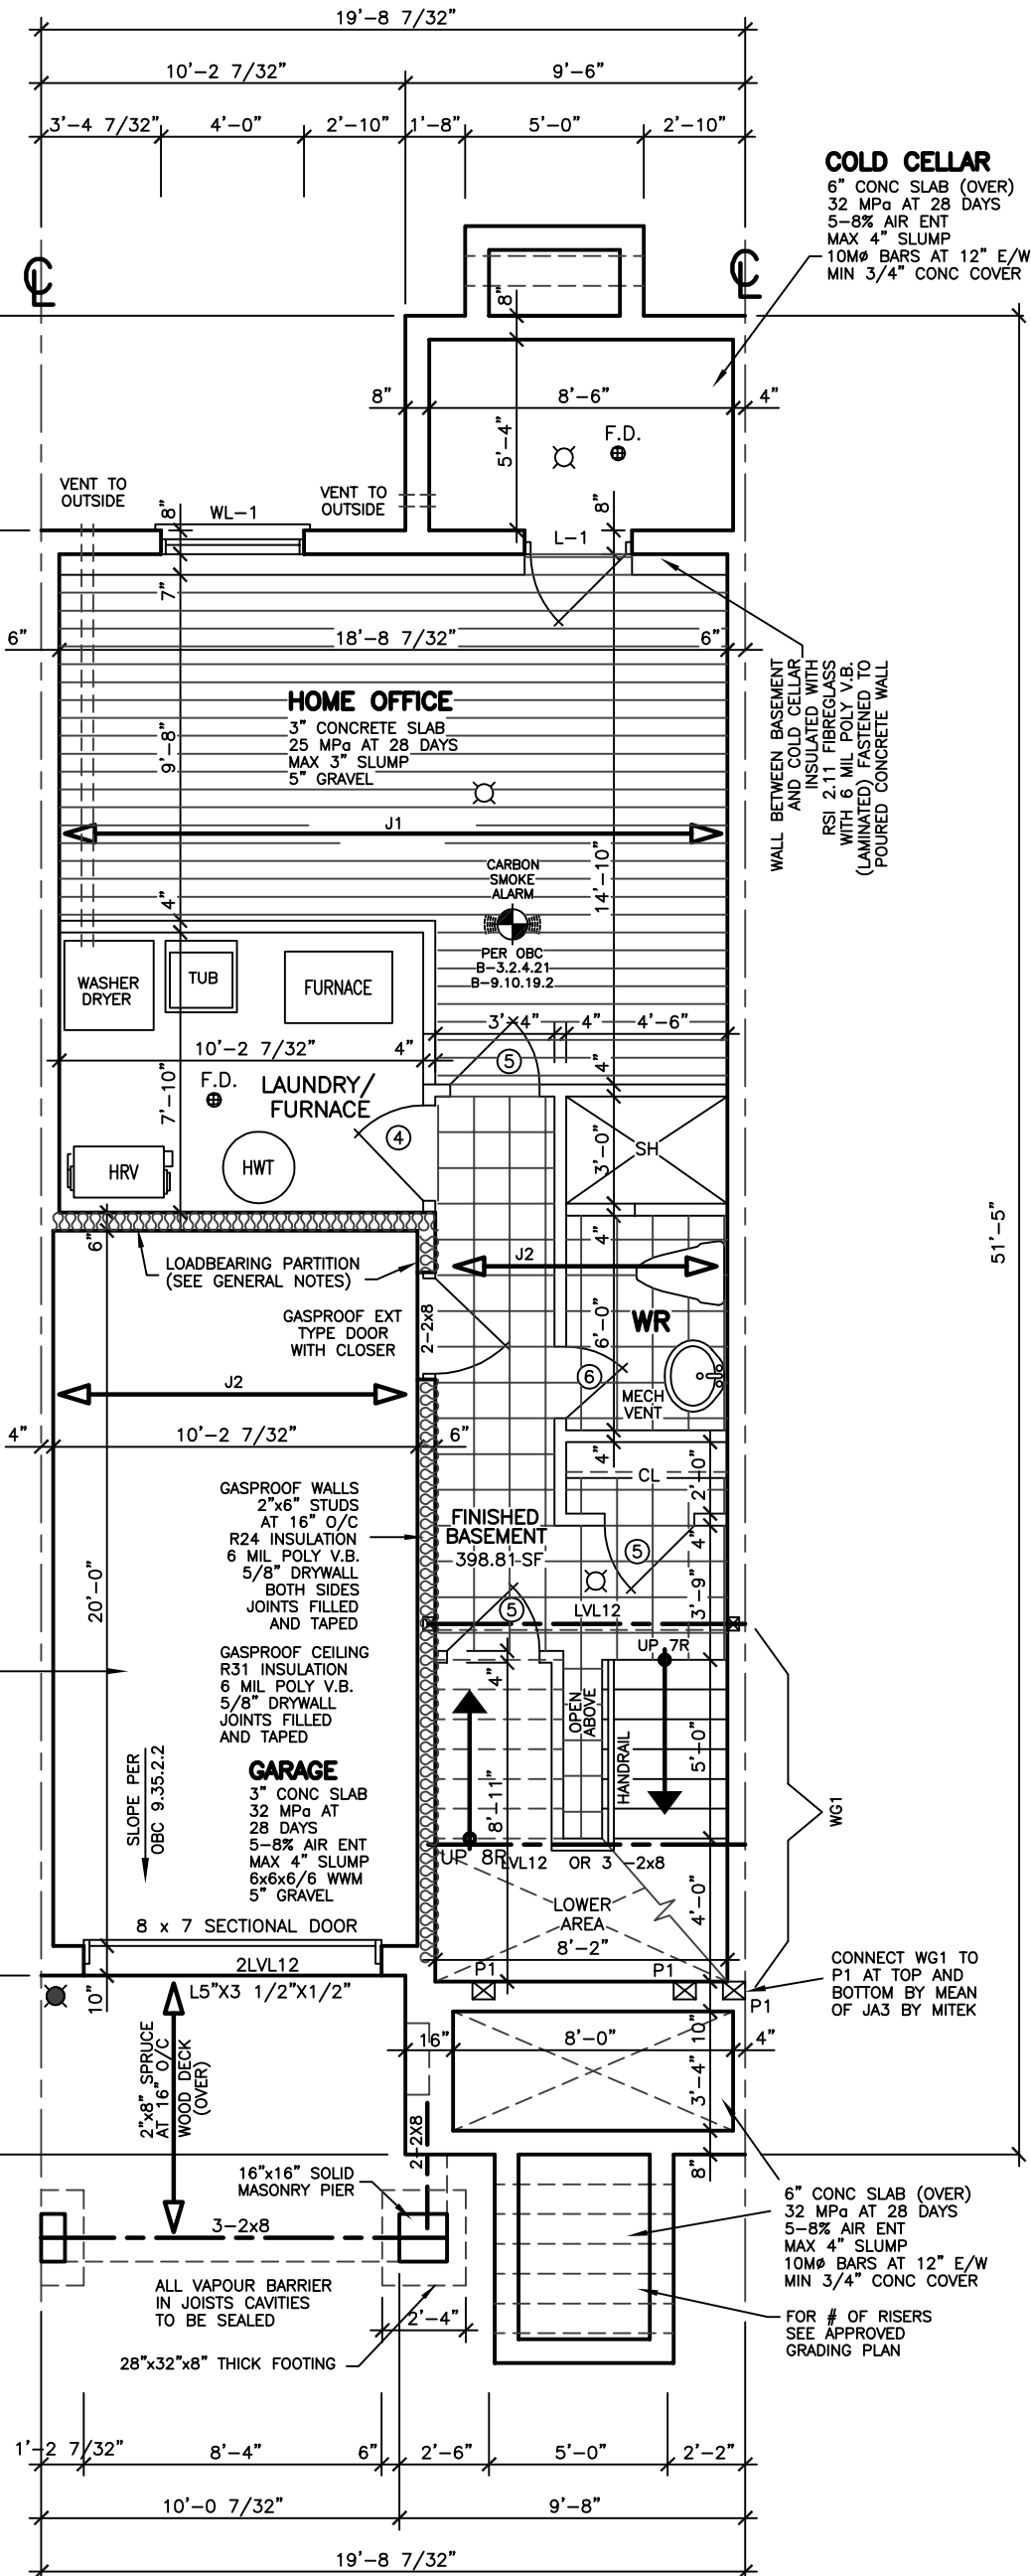 19'-8 7/32"
10'-2 7/32"
9'-6"
3'-4 7/32"
4'-0"
2'-10"
1'-8"
5'-0"
2'-10"
COLD CELLAR
6" CONC SLAB (OVER)
32 MPa AT 28 DAYS
5-8% AIR ENT
MAX 4" SLUMP
10MØ BARS AT 12" E/W
MIN 3/4" CONC COVER
℄
℄
8"
8"
8'-6"
4"
5'-4"
F.D.
VENT TO
OUTSIDE
VENT TO
OUTSIDE
8"
WL-1
8"
L-1
7"
6"
18'-8 7/32"
6"
WALL BETWEEN BASEMENT
AND COLD CELLAR
INSULATED WITH
RSI 2.11 FIBREGLASS
WITH 6 MIL POLY V.B.
(LAMINATED) FASTENED TO
POURED CONCRETE WALL
HOME OFFICE
3" CONCRETE SLAB
25 MPa AT 28 DAYS
MAX 3" SLUMP
5" GRAVEL
9'-8"
J1
14'-10"
CARBON
SMOKE
ALARM
4"
PER OBC
B-3.2.4.21
B-9.10.19.2
WASHER
DRYER
TUB
FURNACE
3'-4"
4"
4'-6"
10'-2 7/32"
4"
5
4"
F.D.
LAUNDRY/
FURNACE
7'-10"
4
3'-0"
SH
HRV
HWT
51'-5"
6"
LOADBEARING PARTITION
(SEE GENERAL NOTES)
J2
4"
GASPROOF EXT
TYPE DOOR
WITH CLOSER
2-2x8
6'-0"
WR
J2
6
MECH
VENT
4"
10'-2 7/32"
6"
4"
CL
2'-0"
GASPROOF WALLS
2"x6" STUDS
AT 16" O/C
R24 INSULATION
6 MIL POLY V.B.
5/8" DRYWALL
BOTH SIDES
JOINTS FILLED
AND TAPED
FINISHED
BASEMENT
398.81 SF
5
4"
3'-9"
20'-0"
5
LVL12
UP 7R
GASPROOF CEILING
R31 INSULATION
6 MIL POLY V.B.
5/8" DRYWALL
JOINTS FILLED
AND TAPED
4"
OPEN
ABOVE
HANDRAIL
5'-0"
SLOPE PER
OBC 9.35.2.2
GARAGE
3" CONC SLAB
32 MPa AT
28 DAYS
5-8% AIR ENT
MAX 4" SLUMP
6x6x6/6 WWM
5" GRAVEL
8'-11"
WG1
UP 8R
LVL12 OR 3 -2x8
LOWER
AREA
4'-0"
8 x 7 SECTIONAL DOOR
8'-2"
2LVL12
L5"X3 1/2"X1/2"
10"
P1
P1
P1
CONNECT WG1 TO
P1 AT TOP AND
BOTTOM BY MEAN
OF JA3 BY MITEK
2"x8" SPRUCE
AT 16" O/C
WOOD DECK
(OVER)
10"
16"
8'-0"
4"
3'-4"
2-2X8
8"
16"x16" SOLID
MASONRY PIER
3-2x8
6" CONC SLAB (OVER)
32 MPa AT 28 DAYS
5-8% AIR ENT
MAX 4" SLUMP
10MØ BARS AT 12" E/W
MIN 3/4" CONC COVER
ALL VAPOUR BARRIER
IN JOISTS CAVITIES
TO BE SEALED
2'-4"
FOR # OF RISERS
SEE APPROVED
GRADING PLAN
28"x32"x8" THICK FOOTING
1'-2 7/32"
8'-4"
6"
2'-6"
5'-0"
2'-2"
10'-0 7/32"
9'-8"
19'-8 7/32"